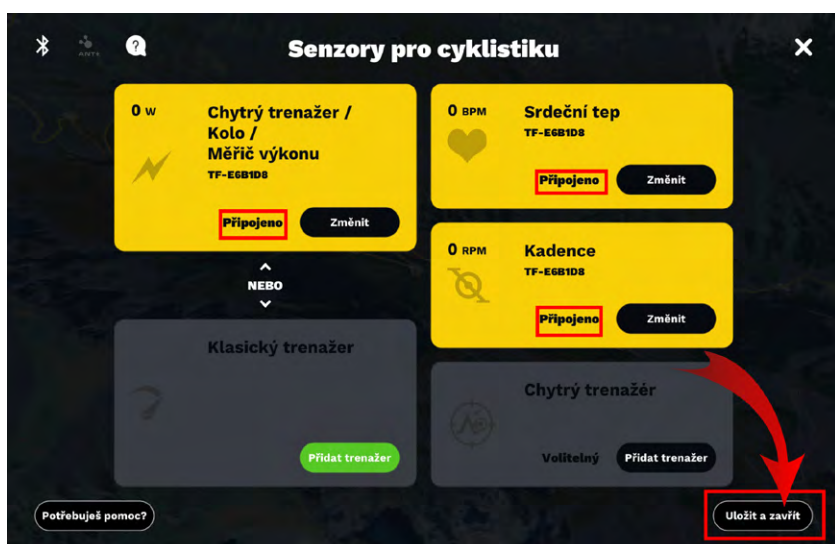 ANT+
Senzory pro cyklistiku
0 W
Chytrý trenažer /
Kolo /
Měřič výkonu
TF-E6B1D8
Připojeno
Změnit
0 BPM
Srdeční tep
TF-E6B1D8
Připojeno
Změnit
NEBO
0 RPM
Kadence
TF-E6B1D8
Připojeno
Změnit
Klasický trenažer
Přidat trenažer
Chytrý trenažér
Volitelný
Přidat trenažer
Potřebuješ pomoc?
Uložit a zavřít